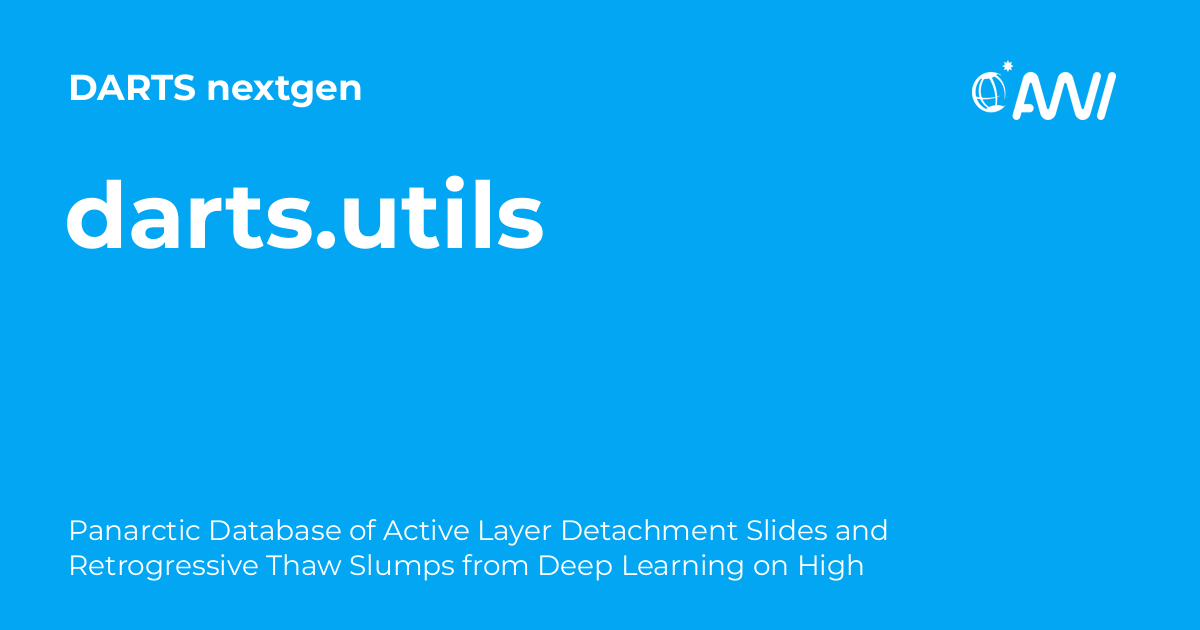 DARTS nextgen
AWI
darts.utils
Panarctic Database of Active Layer Detachment Slides and
Retrogressive Thaw Slumps from Deep Learning on High